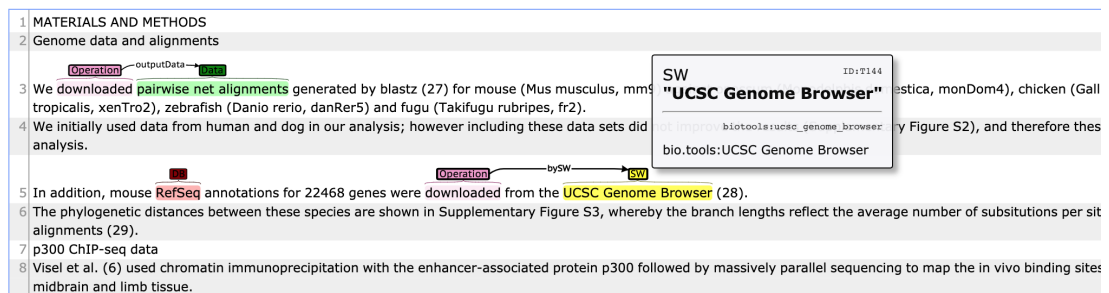 1 MATERIALS AND METHODS
2 Genome data and alignments
Operation outputData Data
3 We downloaded pairwise net alignments generated by blastz (27) for mouse (Mus musculus, mm9 estica, monDom4), chicken (Gall
tropicalis, xenTro2), zebrafish (Danio rerio, danRer5) and fugu (Takifugu rubripes, fr2).
SW ID:T144
"UCSC Genome Browser"
biotools:ucsc_genome_browser
bio.tools:UCSC Genome Browser
4 We initially used data from human and dog in our analysis; however including these data sets did not improv ry Figure S2), and therefore thes
analysis.
DB Operation bySW SW
5 In addition, mouse RefSeq annotations for 22468 genes were downloaded from the UCSC Genome Browser (28).
6 The phylogenetic distances between these species are shown in Supplementary Figure S3, whereby the branch lengths reflect the average number of subsitutions per sit
alignments (29).
7 p300 ChIP-seq data
8 Visel et al. (6) used chromatin immunoprecipitation with the enhancer-associated protein p300 followed by massively parallel sequencing to map the in vivo binding sites
midbrain and limb tissue.